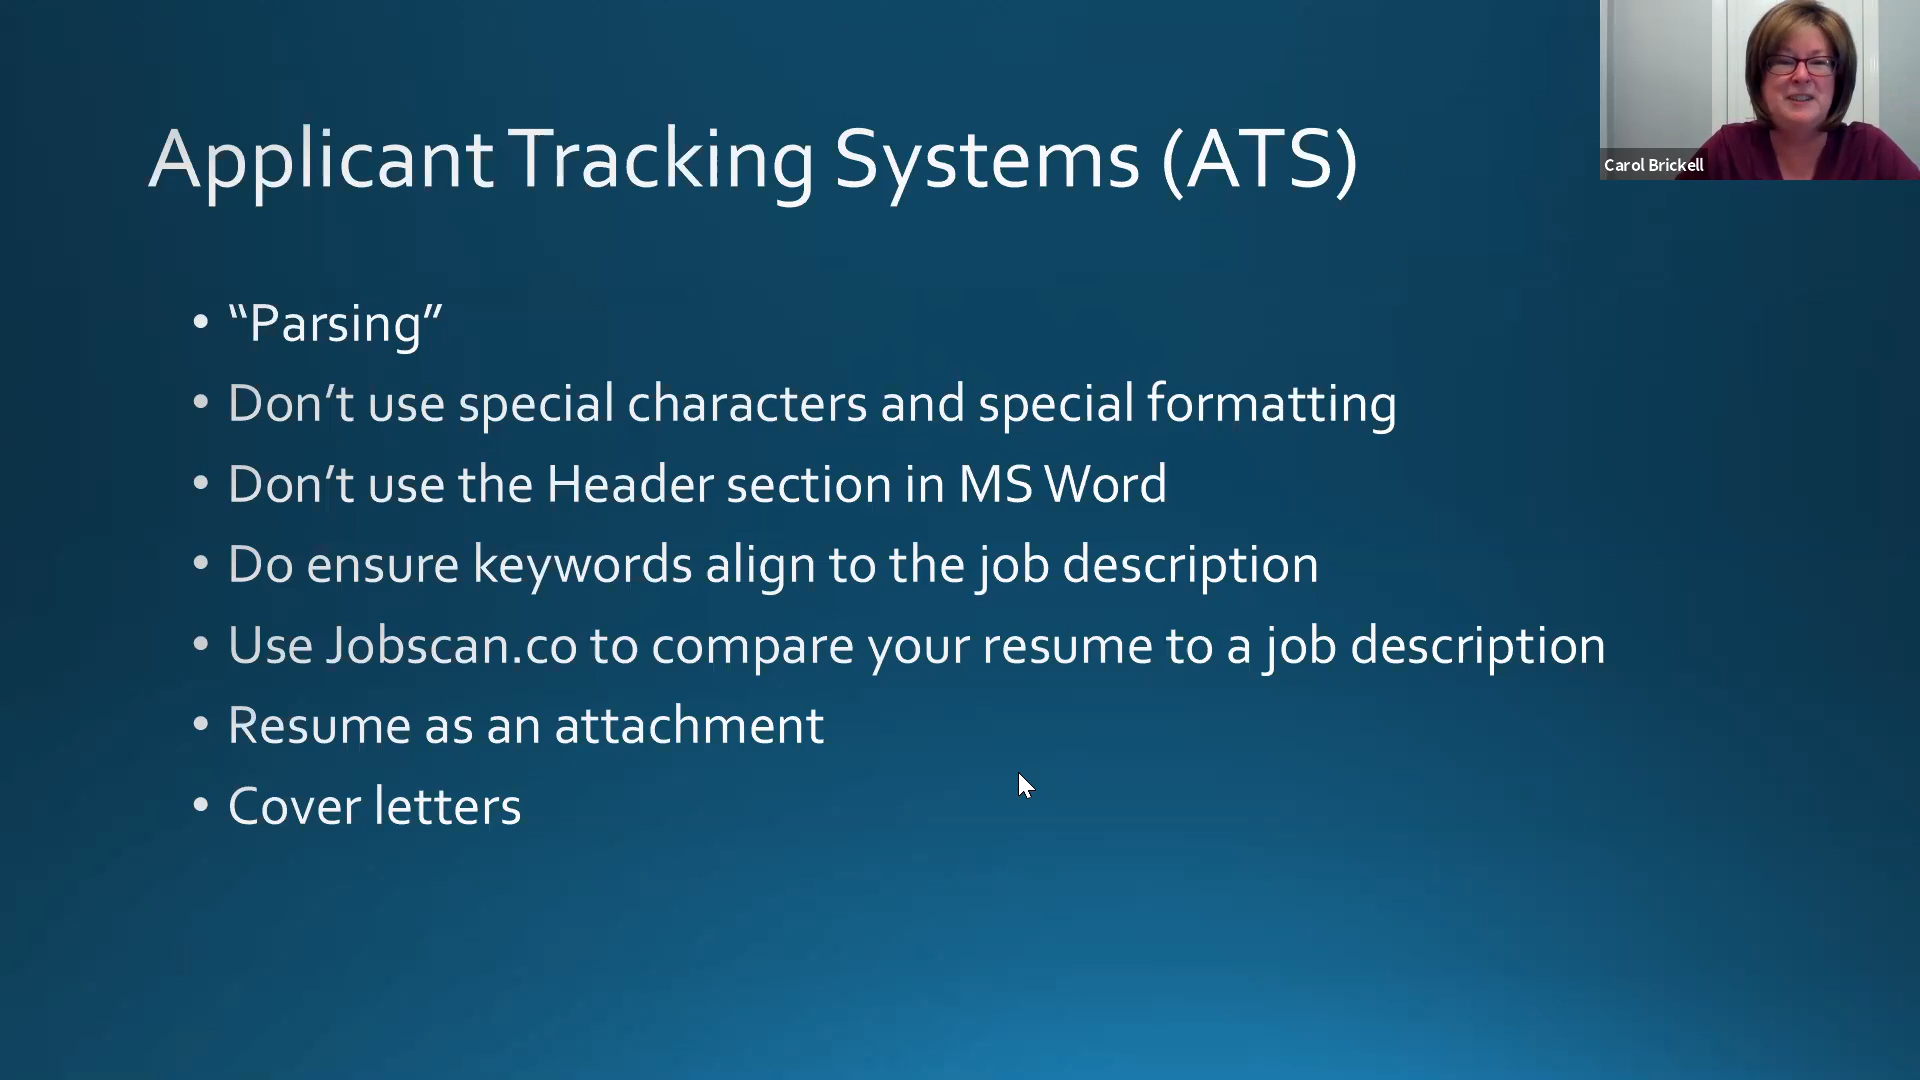 Applicant Tracking Systems (ATS)
• “Parsing”
• Don’t use special characters and special formatting
• Don’t use the Header section in MS Word
• Do ensure keywords align to the job description
• Use Jobscan.co to compare your resume to a job description
• Resume as an attachment
• Cover letters
Carol Brickell